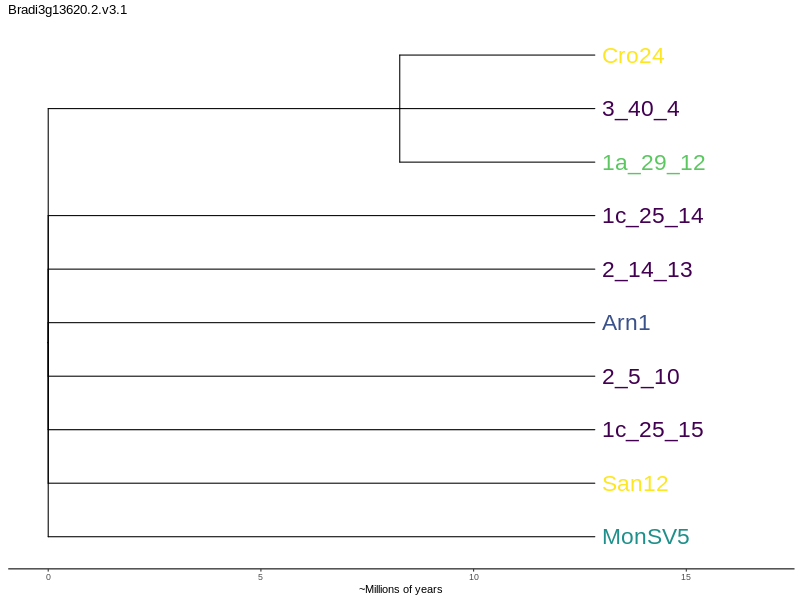 Bradi3g13620.2.v3.1
Cro24
3_40_4
1a_29_12
1c_25_14
2_14_13
Arn1
2_5_10
1c_25_15
San12
MonSV5
0 5 10 15
~Millions of years